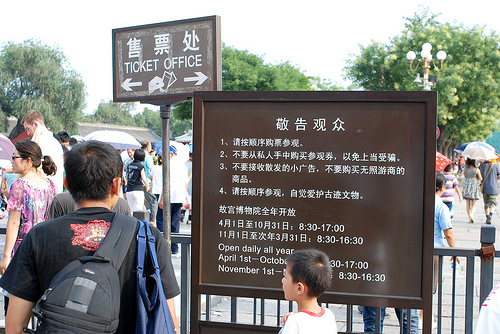 售票处
TICKET OFFICE
敬告观众
1、请按顺序购票参观。
2、不要从私人手中购买参观券，以免上当受骗。
3、不要接收散发的小广告，不要购买无照游商的
商品。
4、请按顺序参观，自觉爱护古迹文物。
故宫博物院全年开放
4月1日至10月31日：8:30-17:00
11月1日至次年3月31日：8:30-16:30
Open daily all year
April 1st—Octob :30-17:00
November 1st— 8:30-16:30